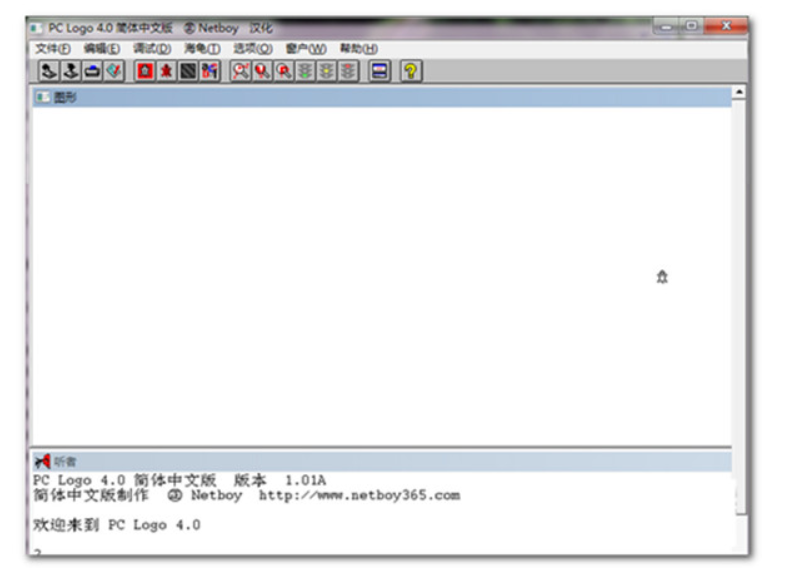 PC Logo 4.0 简体中文版 ㊣ Netboy 汉化
文件(F) 编辑(E) 调试(D) 海龟(T) 选项(O) 窗户(W) 帮助(H)
图形
听者
PC Logo 4.0 简体中文版 版本 1.01A
简体中文版制作 ㊣ Netboy http://www.netboy365.com
欢迎来到 PC Logo 4.0
?